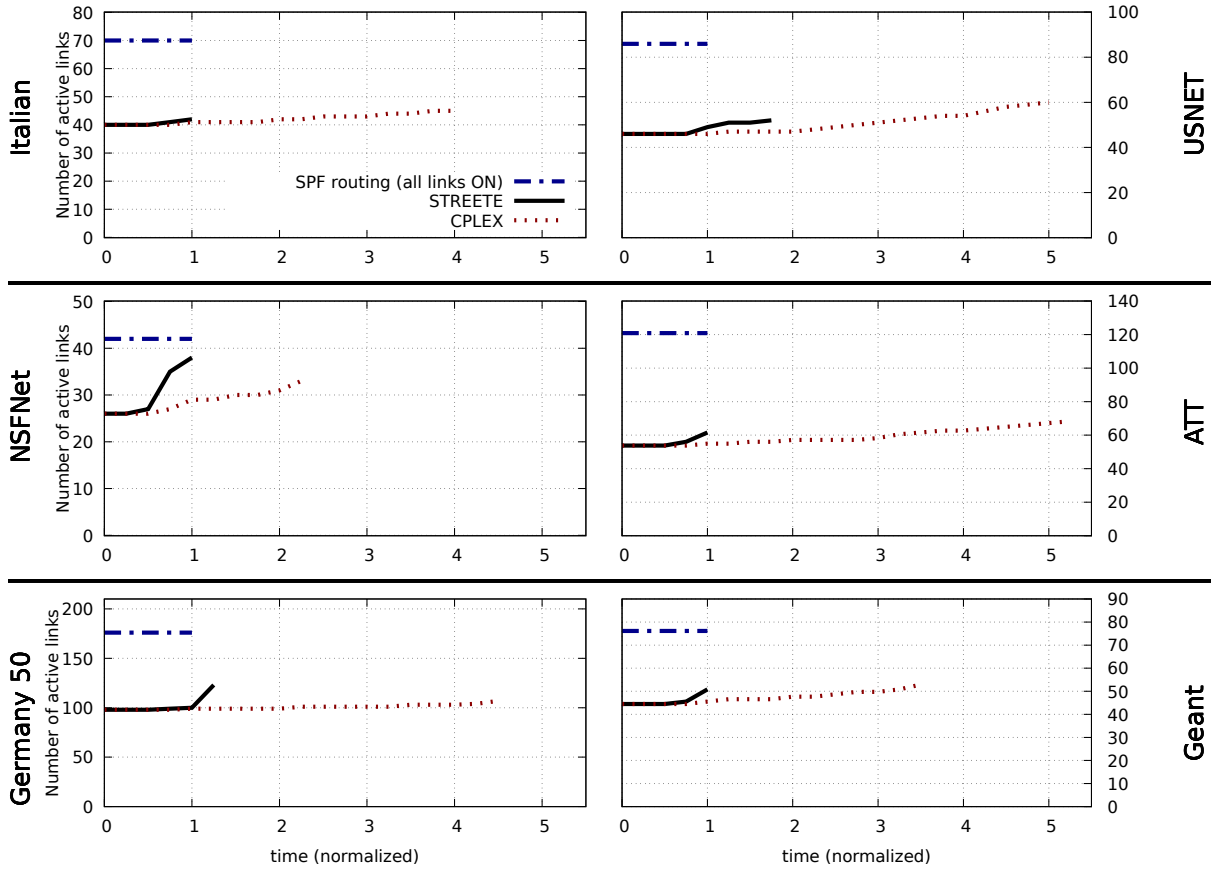 Italian
Number of active links
80
70
60
50
40
30
20
10
0
0 1 2 3 4 5
SPF routing (all links ON)
STREETE
CPLEX
USNET
100
80
60
40
20
0
0 1 2 3 4 5
NSFNet
Number of active links
50
40
30
20
10
0
0 1 2 3 4 5
ATT
140
120
100
80
60
40
20
0
0 1 2 3 4 5
Germany 50
Number of active links
200
150
100
50
0
0 1 2 3 4 5
time (normalized)
Geant
90
80
70
60
50
40
30
20
10
0
0 1 2 3 4 5
time (normalized)